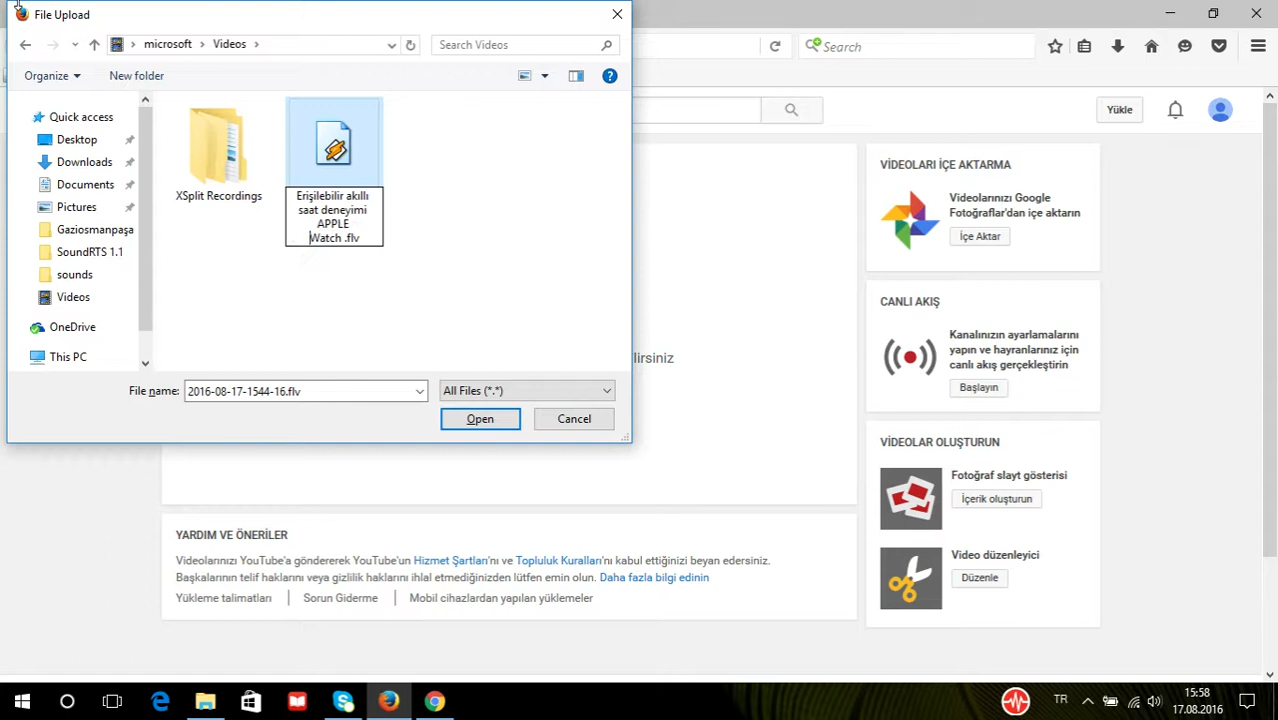 File Upload
microsoft
Videos
Search Videos
Organize
New folder
Quick access
Desktop
Downloads
Documents
Pictures
Gaziosmanpaşa
SoundRTS 1.1
sounds
Videos
OneDrive
This PC
XSplit Recordings
Erişilebilir akıllı
saat deneyimi
APPLE
Watch .flv
File name:
2016-08-17-1544-16.flv
All Files (*.*)
Open
Cancel
Search
Yükle
lirsiniz
VİDEOLARI İÇE AKTARMA
Videolarınızı Google
Fotoğraflar'dan içe aktarın
İçe Aktar
CANLI AKIŞ
Kanalınızın ayarlamalarını
yapın ve hayranlarınız için
canlı akış gerçekleştirin
Başlayın
VİDEOLAR OLUŞTURUN
Fotoğraf slayt gösterisi
İçerik oluşturun
Video düzenleyici
Düzenle
YARDIM VE ÖNERİLER
Videolarınızı YouTube'a göndererek YouTube'un Hizmet Şartları'nı ve Topluluk Kuralları'nı kabul ettiğinizi beyan edersiniz.
Başkalarının telif haklarını veya gizlilik haklarını ihlal etmediğinizden lütfen emin olun. Daha fazla bilgi edinin
Yükleme talimatları
Sorun Giderme
Mobil cihazlardan yapılan yüklemeler
TR
15:58
17.08.2016